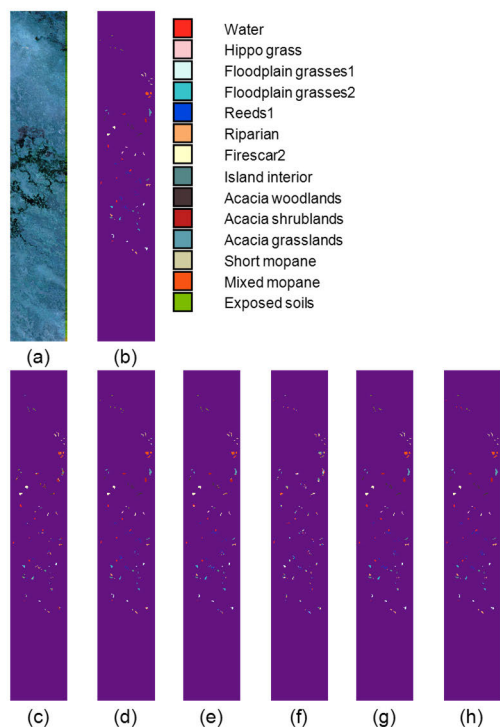 Water
Hippo grass
Floodplain grasses1
Floodplain grasses2
Reeds1
Riparian
Firescar2
Island interior
Acacia woodlands
Acacia shrublands
Acacia grasslands
Short mopane
Mixed mopane
Exposed soils
(a) (b)
(c) (d) (e) (f) (g) (h)